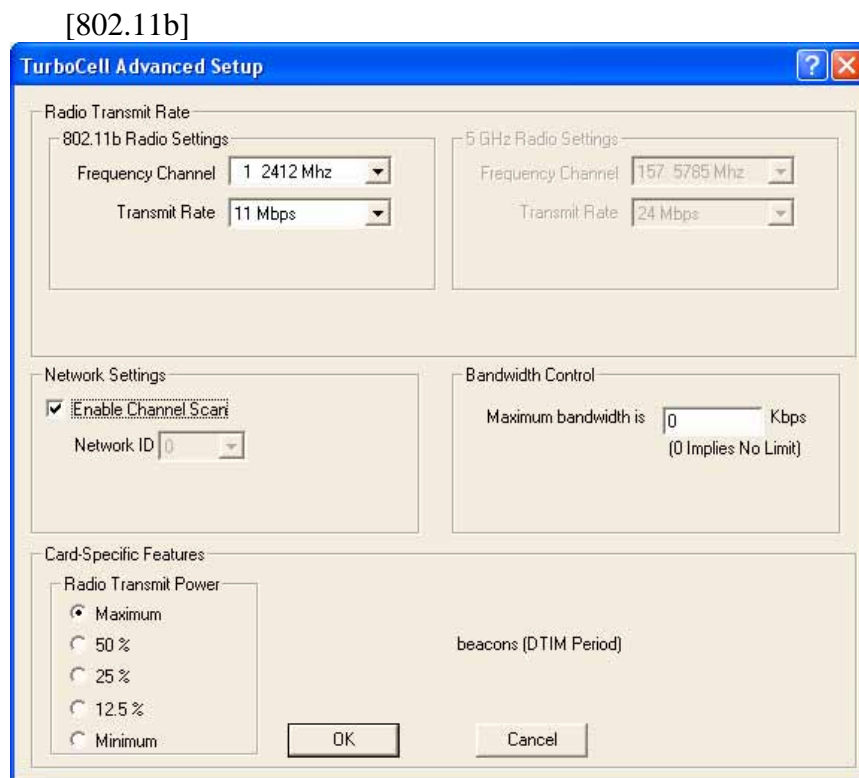 [802.11b]
TurboCell Advanced Setup
Radio Transmit Rate
802.11b Radio Settings
Frequency Channel 1 2412 Mhz
Transmit Rate 11 Mbps
5 GHz Radio Settings
Frequency Channel 157 5785 Mhz
Transmit Rate 24 Mbps
Network Settings
Enable Channel Scan
Network ID 0
Bandwidth Control
Maximum bandwidth is 0 Kbps
(0 Implies No Limit)
Card-Specific Features
Radio Transmit Power
Maximum
50 %
25 %
12.5 %
Minimum
beacons (DTIM Period)
OK Cancel